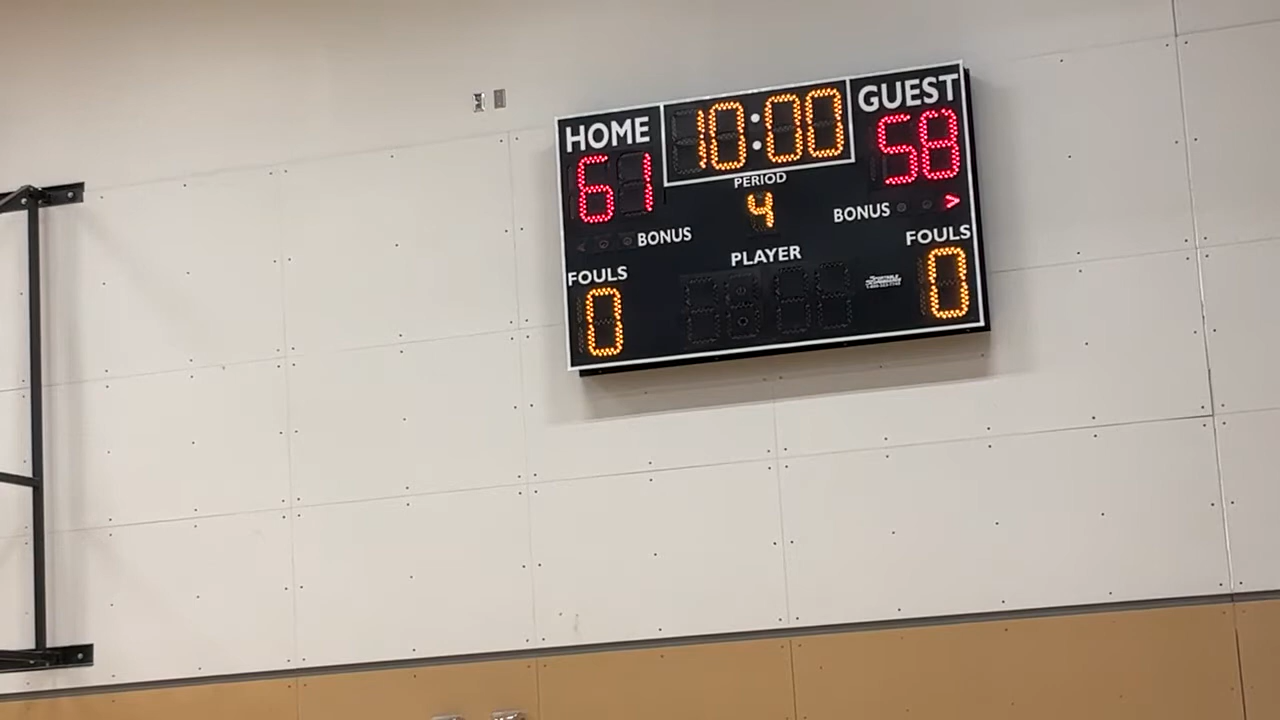 HOME
10:00
GUEST
61
58
PERIOD
4
BONUS
BONUS >
PLAYER
FOULS
FOULS
0
0